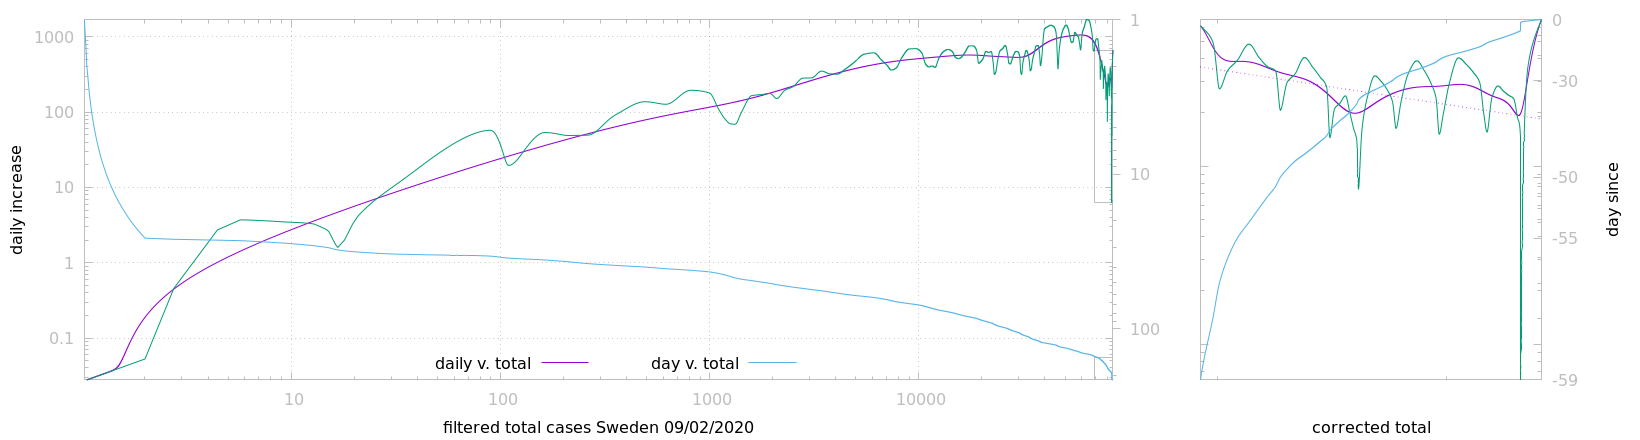 1000
100
10
1
0.1
daily increase
daily v. total
day v. total
10
100
1000
10000
filtered total cases Sweden 09/02/2020
1
10
100
0
-30
-50
-55
-59
day since
corrected total